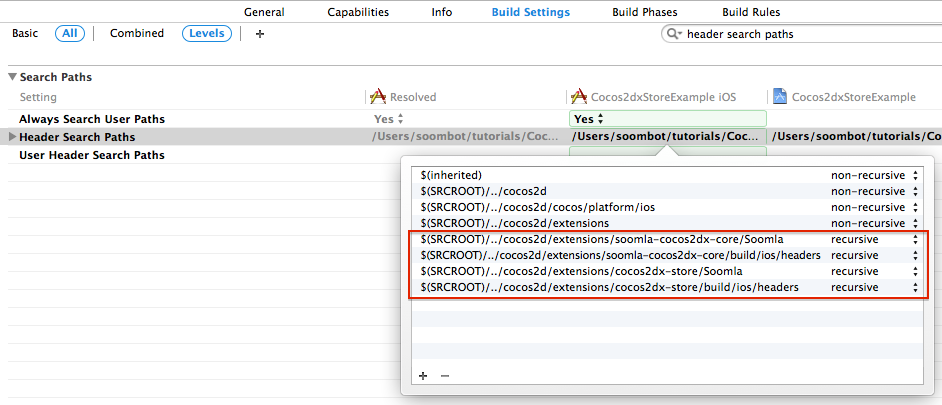 General Capabilities Info Build Settings Build Phases Build Rules
Basic All Combined Levels + header search paths
Search Paths
Setting Resolved Cocos2dxStoreExample iOS Cocos2dxStoreExample
Always Search User Paths Yes Yes
Header Search Paths /Users/soombot/tutorials/Coc... /Users/soombot/tutorials/Coc... /Users/soombot/tutorials/Co
User Header Search Paths
$(inherited) non-recursive
$(SRCROOT)/../cocos2d non-recursive
$(SRCROOT)/../cocos2d/cocos/platform/ios non-recursive
$(SRCROOT)/../cocos2d/extensions non-recursive
$(SRCROOT)/../cocos2d/extensions/soomla-cocos2dx-core/Soomla recursive
$(SRCROOT)/../cocos2d/extensions/soomla-cocos2dx-core/build/ios/headers recursive
$(SRCROOT)/../cocos2d/extensions/cocos2dx-store/Soomla recursive
$(SRCROOT)/../cocos2d/extensions/cocos2dx-store/build/ios/headers recursive
+ −